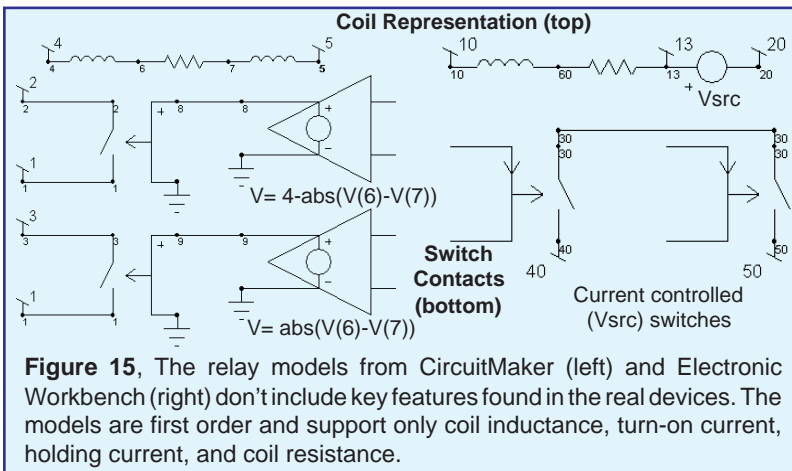 Coil Representation (top)
4 5 10 13 20
4 6 7 5 10 60 13 20
+ Vsrc
2
2 2 + 8 8 +
30 30
30 30
1 -
1 1
V= 4-abs(V(6)-V(7))
3
3 3 + 9 9 +
Switch
Contacts
(bottom)
40 50
40 50
1 -
1 1
V= abs(V(6)-V(7))
Current controlled
(Vsrc) switches
Figure 15, The relay models from CircuitMaker (left) and Electronic
Workbench (right) don't include key features found in the real devices. The
models are first order and support only coil inductance, turn-on current,
holding current, and coil resistance.